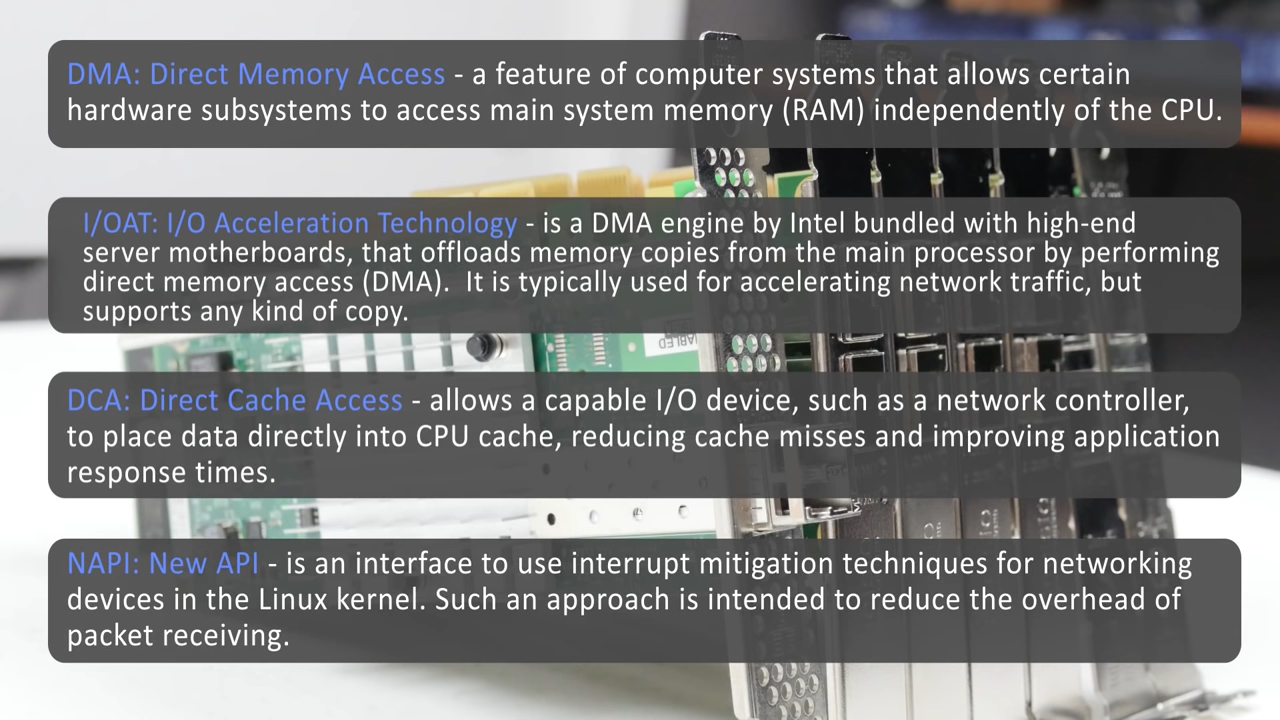 DMA: Direct Memory Access - a feature of computer systems that allows certain
hardware subsystems to access main system memory (RAM) independently of the CPU.
I/OAT: I/O Acceleration Technology - is a DMA engine by Intel bundled with high-end
server motherboards, that offloads memory copies from the main processor by performing
direct memory access (DMA).  It is typically used for accelerating network traffic, but
supports any kind of copy.
DCA: Direct Cache Access - allows a capable I/O device, such as a network controller,
to place data directly into CPU cache, reducing cache misses and improving application
response times.
NAPI: New API - is an interface to use interrupt mitigation techniques for networking
devices in the Linux kernel. Such an approach is intended to reduce the overhead of
packet receiving.